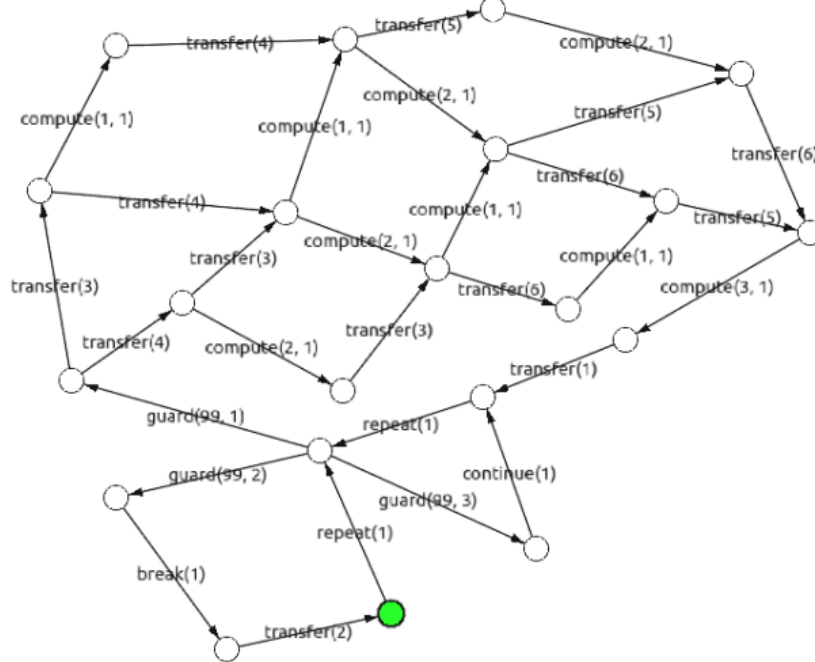 transfer(5)
transfer(4)
compute(2, 1)
compute(2, 1)
transfer(5)
compute(1, 1)
compute(1, 1)
transfer(6)
transfer(6)
transfer(4)
compute(1, 1)
transfer(5)
compute(2, 1)
transfer(3)
compute(1, 1)
transfer(3)
transfer(6)
compute(3, 1)
transfer(3)
transfer(4)
compute(2, 1)
transfer(1)
guard(99, 1)
repeat(1)
guard(99, 2)
continue(1)
guard(99, 3)
repeat(1)
break(1)
transfer(2)